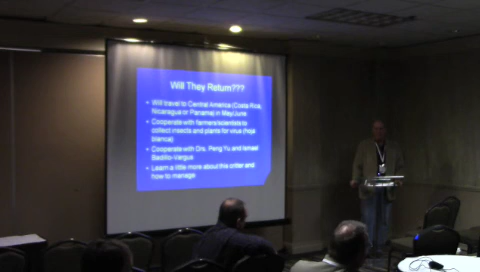 Will They Return???
• Will travel to Central America (Costa Rica,
Nicaragua or Panama) in May/June
• Cooperate with farmers/scientists to
collect insects and plants for virus (hoja
blanca)
• Cooperate with Drs. Peng Yu and Ismael
Badillo-Vargas
• Learn a little more about this critter and
how to manage